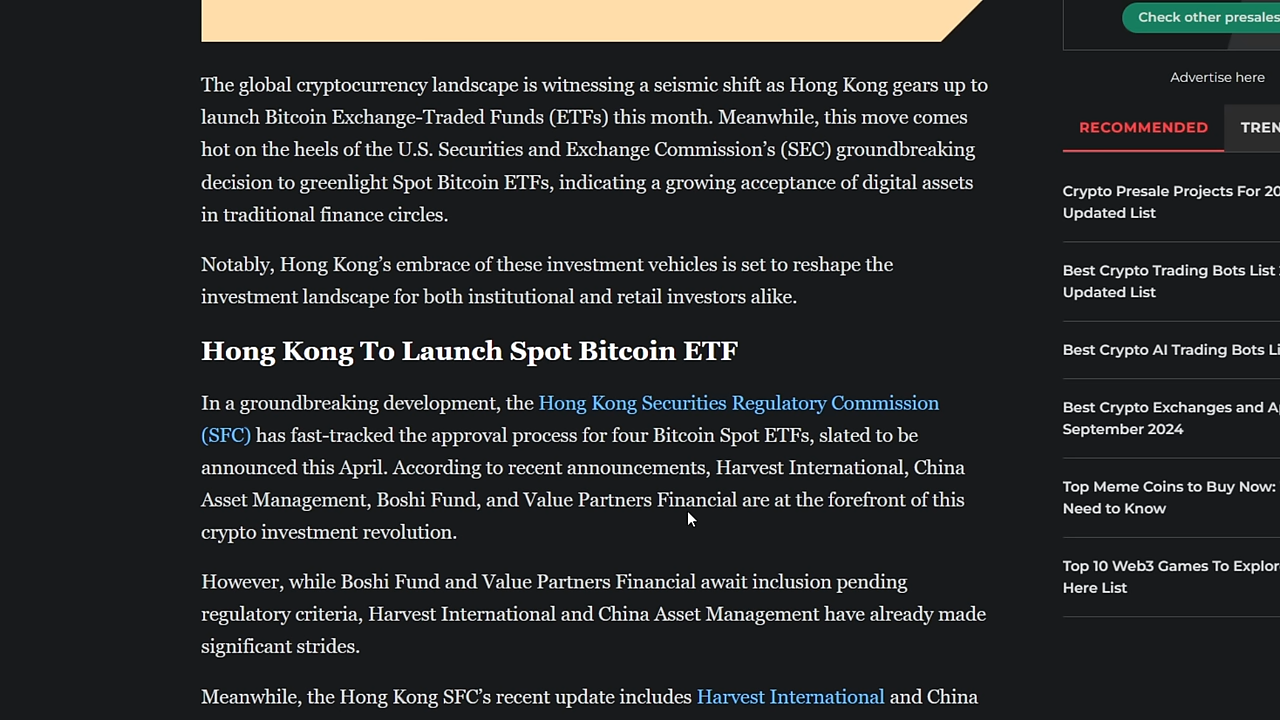 Check other presales
The global cryptocurrency landscape is witnessing a seismic shift as Hong Kong gears up to
launch Bitcoin Exchange-Traded Funds (ETFs) this month. Meanwhile, this move comes
hot on the heels of the U.S. Securities and Exchange Commission’s (SEC) groundbreaking
decision to greenlight Spot Bitcoin ETFs, indicating a growing acceptance of digital assets
in traditional finance circles.
Notably, Hong Kong’s embrace of these investment vehicles is set to reshape the
investment landscape for both institutional and retail investors alike.
Hong Kong To Launch Spot Bitcoin ETF
In a groundbreaking development, the Hong Kong Securities Regulatory Commission
(SFC) has fast-tracked the approval process for four Bitcoin Spot ETFs, slated to be
announced this April. According to recent announcements, Harvest International, China
Asset Management, Boshi Fund, and Value Partners Financial are at the forefront of this
crypto investment revolution.
However, while Boshi Fund and Value Partners Financial await inclusion pending
regulatory criteria, Harvest International and China Asset Management have already made
significant strides.
Meanwhile, the Hong Kong SFC’s recent update includes Harvest International and China
Advertise here
RECOMMENDED
TREN
Crypto Presale Projects For 20
Updated List
Best Crypto Trading Bots List
Updated List
Best Crypto AI Trading Bots Li
Best Crypto Exchanges and A
September 2024
Top Meme Coins to Buy Now:
Need to Know
Top 10 Web3 Games To Explor
Here List